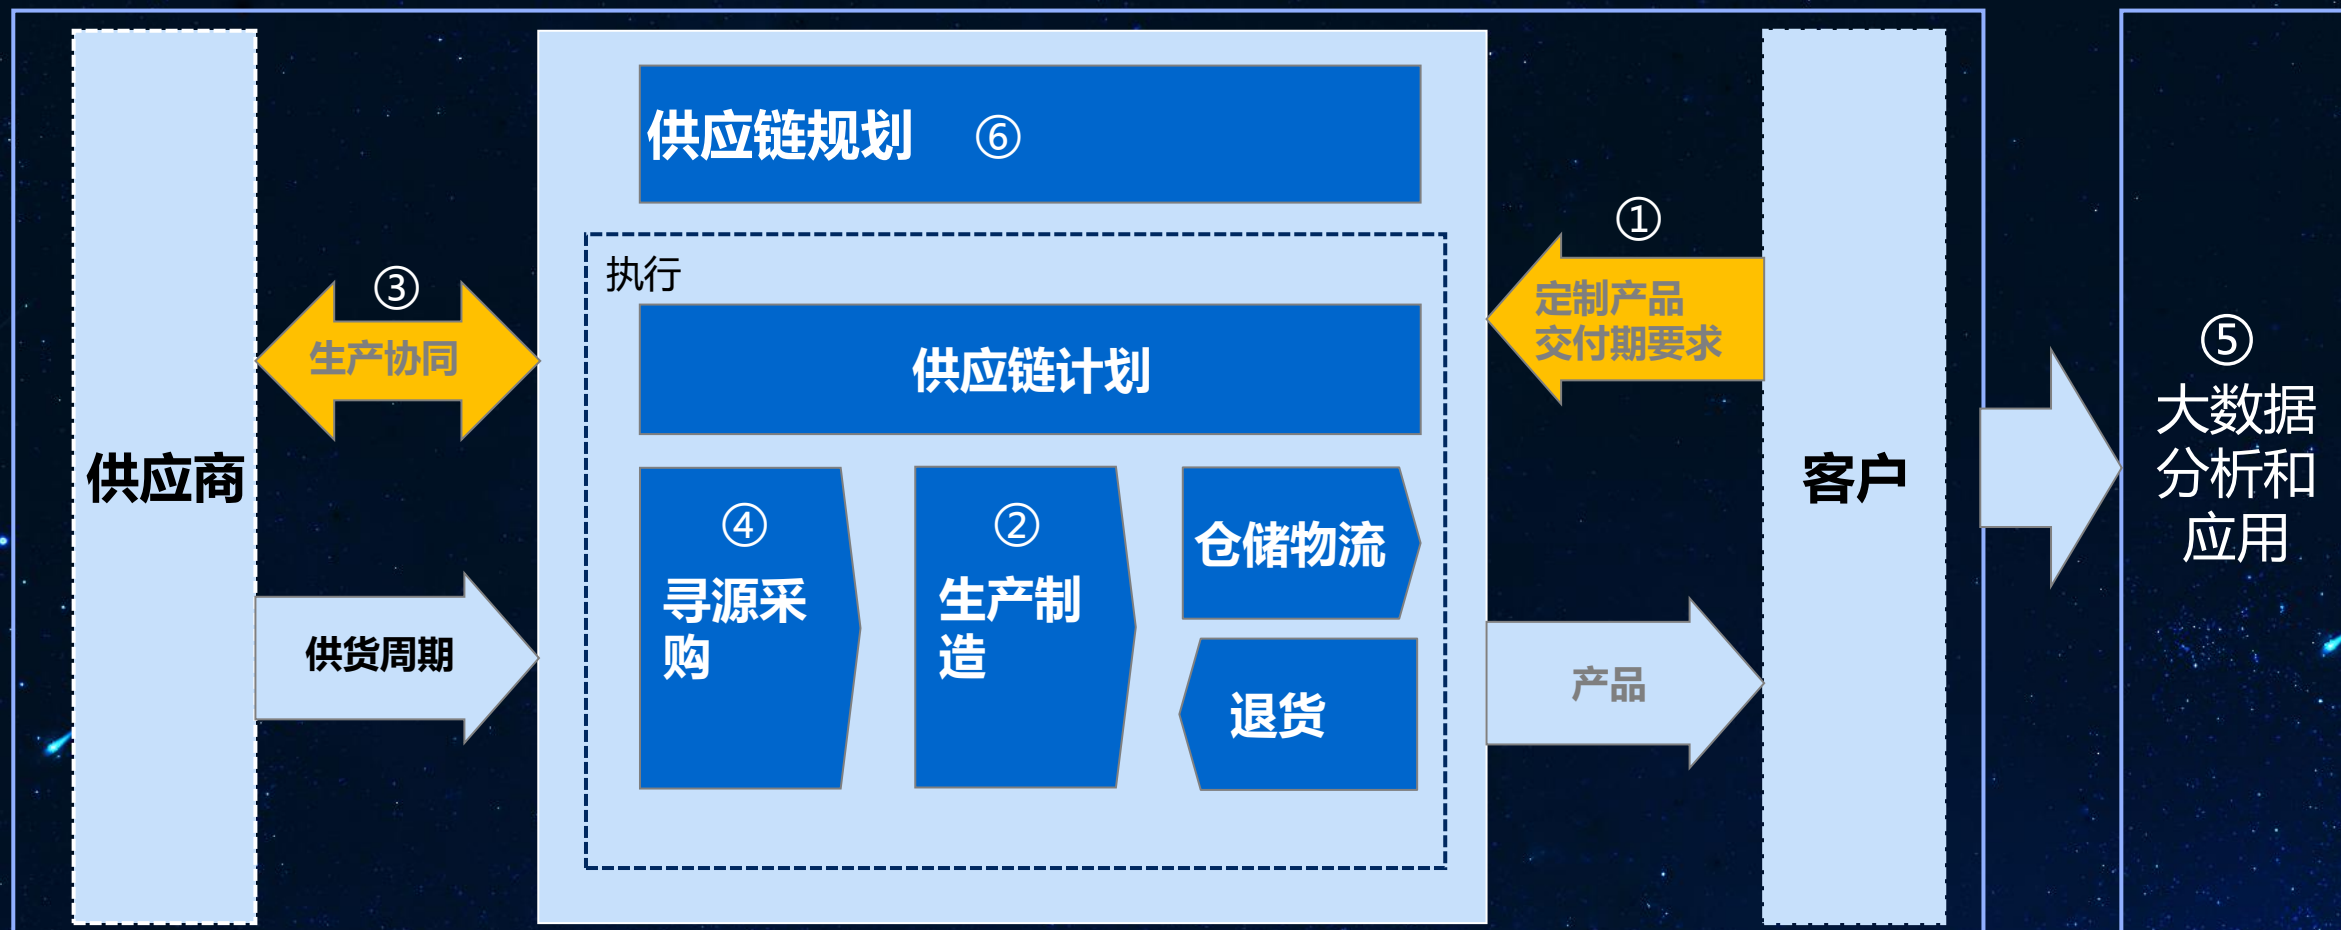 供应商
③
生产协同
供货周期
供应链规划 ⑥
执行
供应链计划
④
寻源采
购
②
生产制
造
仓储物流
退货
①
定制产品
交付期要求
产品
客户
⑤
大数据
分析和
应用